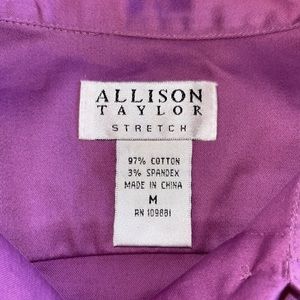 ALLISON
TAYLOR
STRETCH
97% COTTON
3% SPANDEX
MADE IN CHINA
M
RN 109881